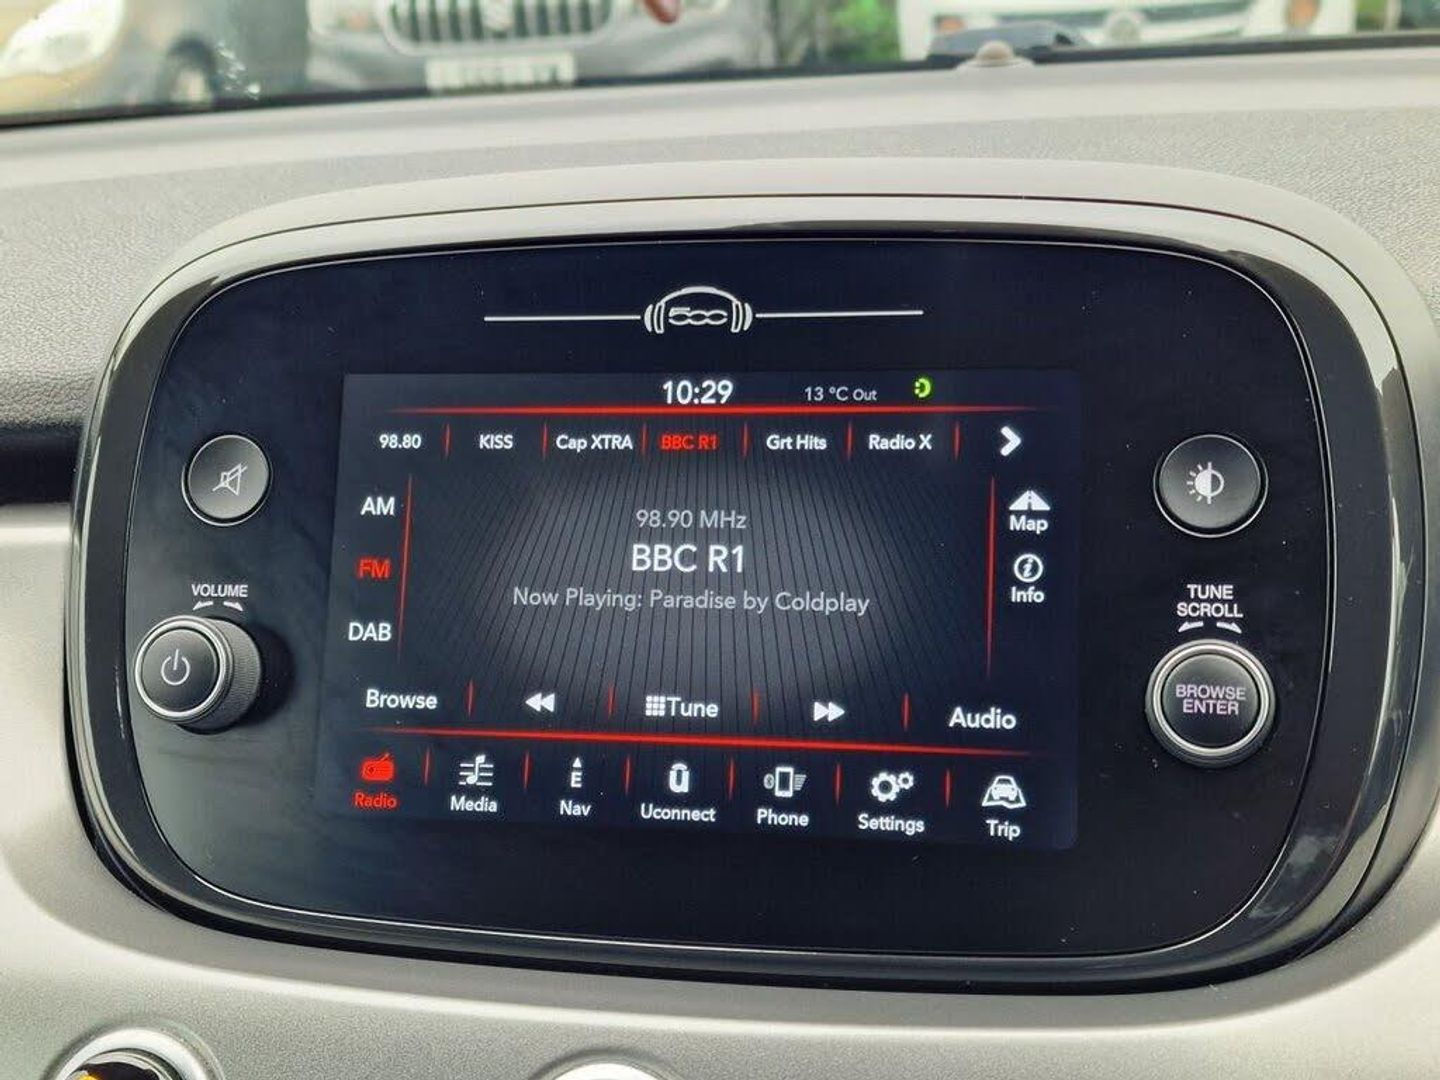 500
10:29 13 °C Out
98.80 KISS Cap XTRA BBC R1 Grt Hits Radio X
AM
FM
DAB
98.90 MHz
BBC R1
Now Playing: Paradise by Coldplay
Map
Info
Browse Tune Audio
E
Radio Media Nav Uconnect Phone Settings Trip
VOLUME
TUNE
SCROLL
BROWSE
ENTER